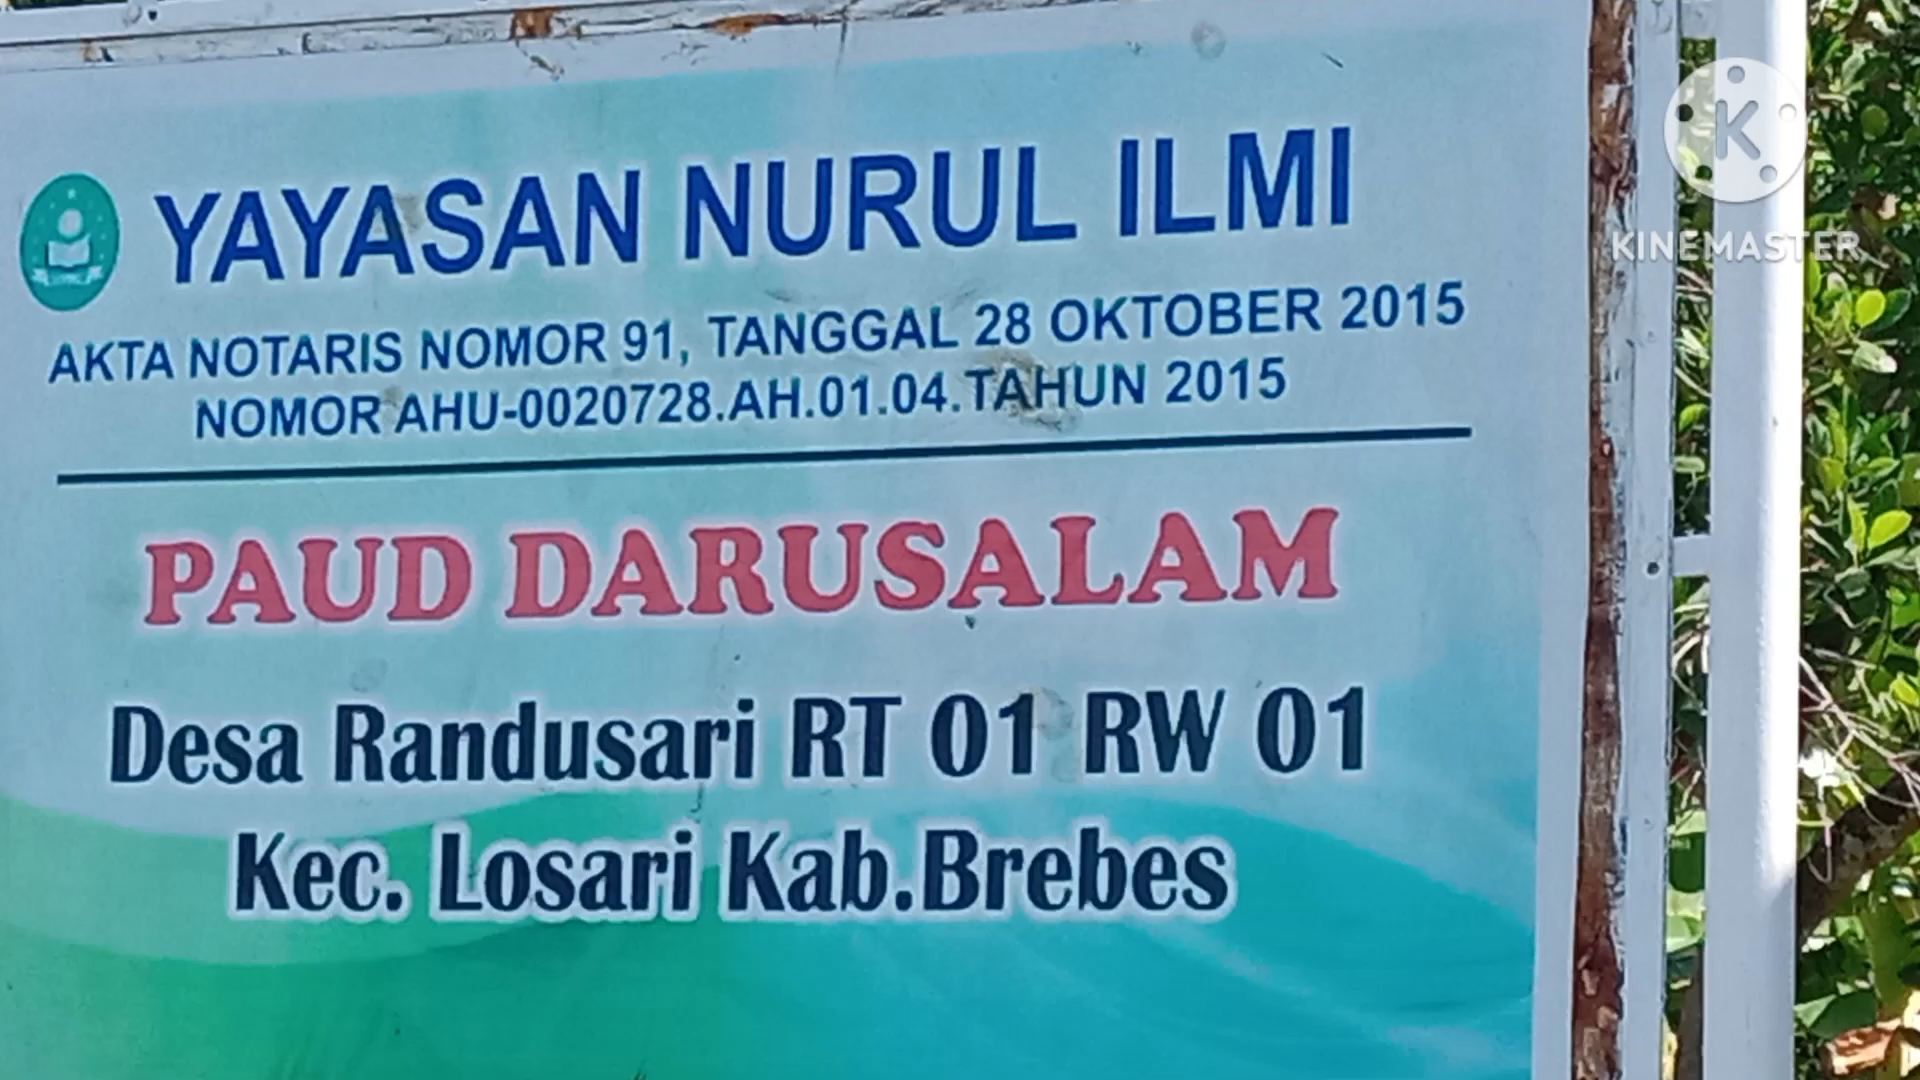 YAYASAN NURUL ILMI
AKTA NOTARIS NOMOR 91, TANGGAL 28 OKTOBER 2015
NOMOR AHU-0020728.AH.01.04.TAHUN 2015
PAUD DARUSALAM
Desa Randusari RT 01 RW 01
Kec. Losari Kab.Brebes
K
KINEMASTER